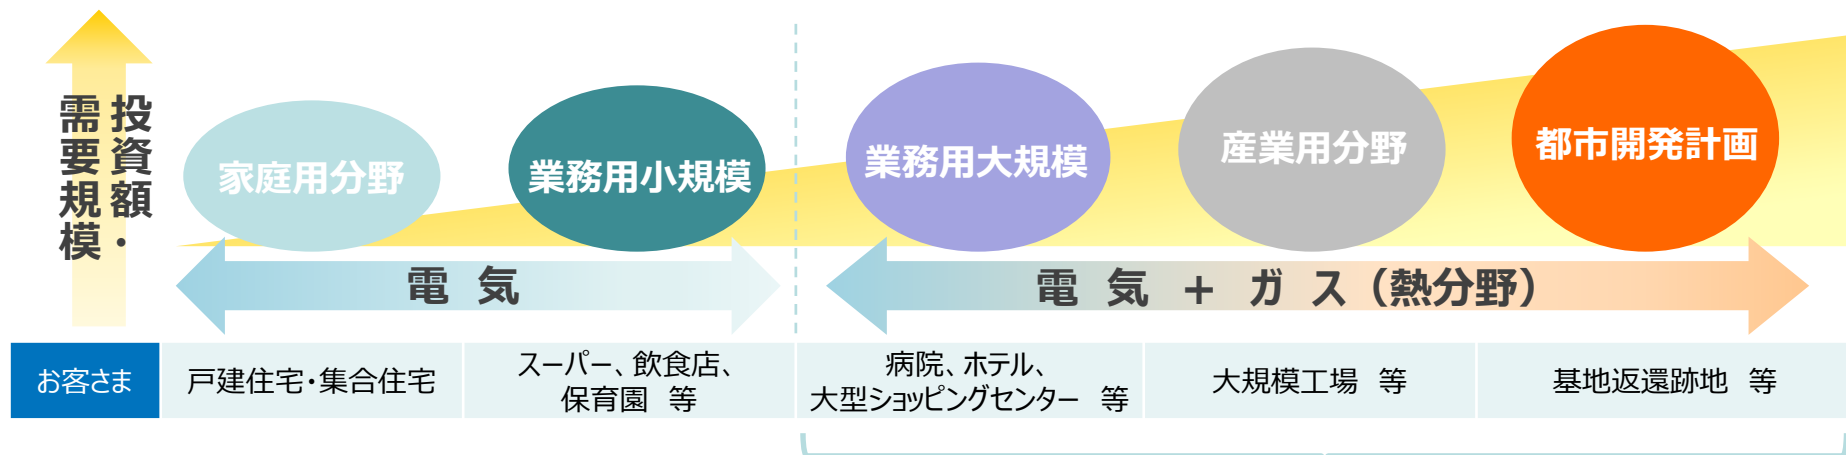 投資額・
需要規模
家庭用分野
業務用小規模
業務用大規模
産業用分野
都市開発計画
電 気
電 気 + ガ ス（熱分野）
お客さま
戸建住宅・集合住宅
スーパー、飲食店、
保育園 等
病院、ホテル、
大型ショッピングセンター 等
大規模工場 等
基地返還跡地 等